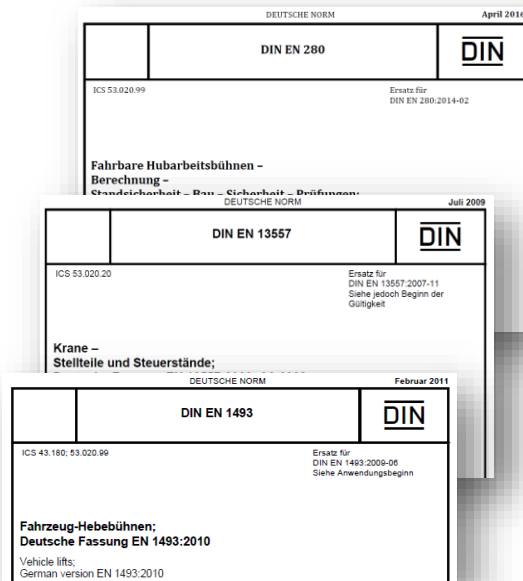 DEUTSCHE NORM April 2016
DIN EN 280 DIN
ICS 53.020.99
Ersatz für
DIN EN 280:2014-02
Fahrbare Hubarbeitsbühnen –
Berechnung –
Standsicherheit – Bau – Sicherheit – Prüfungen;
DEUTSCHE NORM Juli 2009
DIN EN 13557 DIN
ICS 53.020.20
Ersatz für
DIN EN 13557:2007-11
Siehe jedoch Beginn der
Gültigkeit
Krane –
Stellteile und Steuerstände;
DEUTSCHE NORM Februar 2011
DIN EN 1493 DIN
ICS 43.180; 53.020.99
Ersatz für
DIN EN 1493:2009-06
Siehe Anwendungsbeginn
Fahrzeug-Hebebühnen;
Deutsche Fassung EN 1493:2010
Vehicle lifts;
German version EN 1493:2010